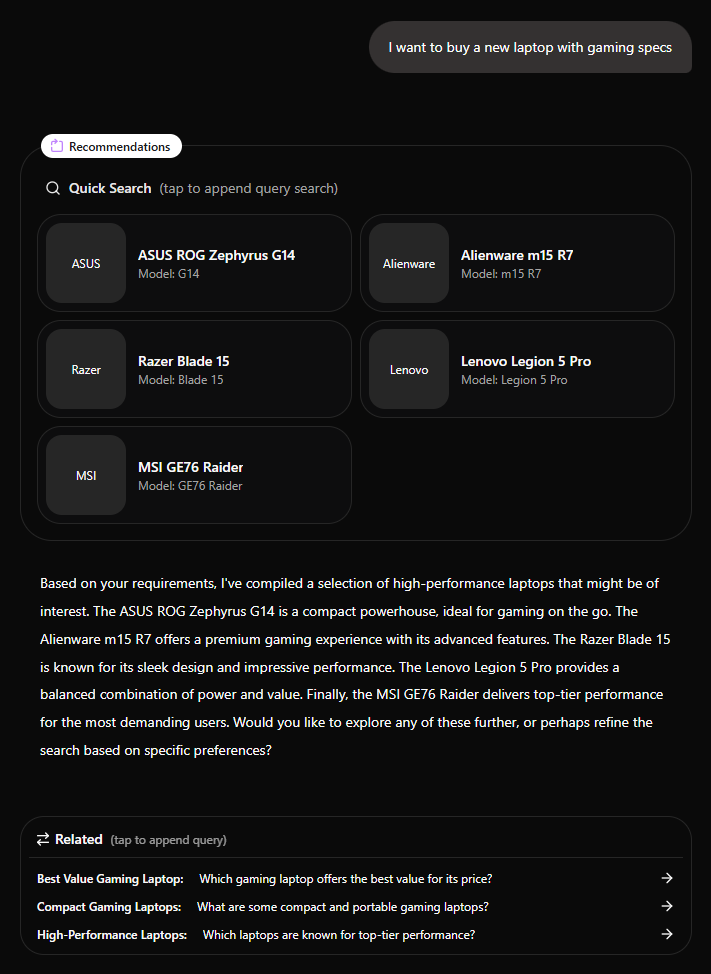 I want to buy a new laptop with gaming specs
Recommendations
Quick Search (tap to append query search)
ASUS
ASUS ROG Zephyrus G14
Model: G14
Alienware
Alienware m15 R7
Model: m15 R7
Razer
Razer Blade 15
Model: Blade 15
Lenovo
Lenovo Legion 5 Pro
Model: Legion 5 Pro
MSI
MSI GE76 Raider
Model: GE76 Raider
Based on your requirements, I've compiled a selection of high-performance laptops that might be of
interest. The ASUS ROG Zephyrus G14 is a compact powerhouse, ideal for gaming on the go. The
Alienware m15 R7 offers a premium gaming experience with its advanced features. The Razer Blade 15
is known for its sleek design and impressive performance. The Lenovo Legion 5 Pro provides a
balanced combination of power and value. Finally, the MSI GE76 Raider delivers top-tier performance
for the most demanding users. Would you like to explore any of these further, or perhaps refine the
search based on specific preferences?
Related (tap to append query)
Best Value Gaming Laptop: Which gaming laptop offers the best value for its price?
Compact Gaming Laptops: What are some compact and portable gaming laptops?
High-Performance Laptops: Which laptops are known for top-tier performance?